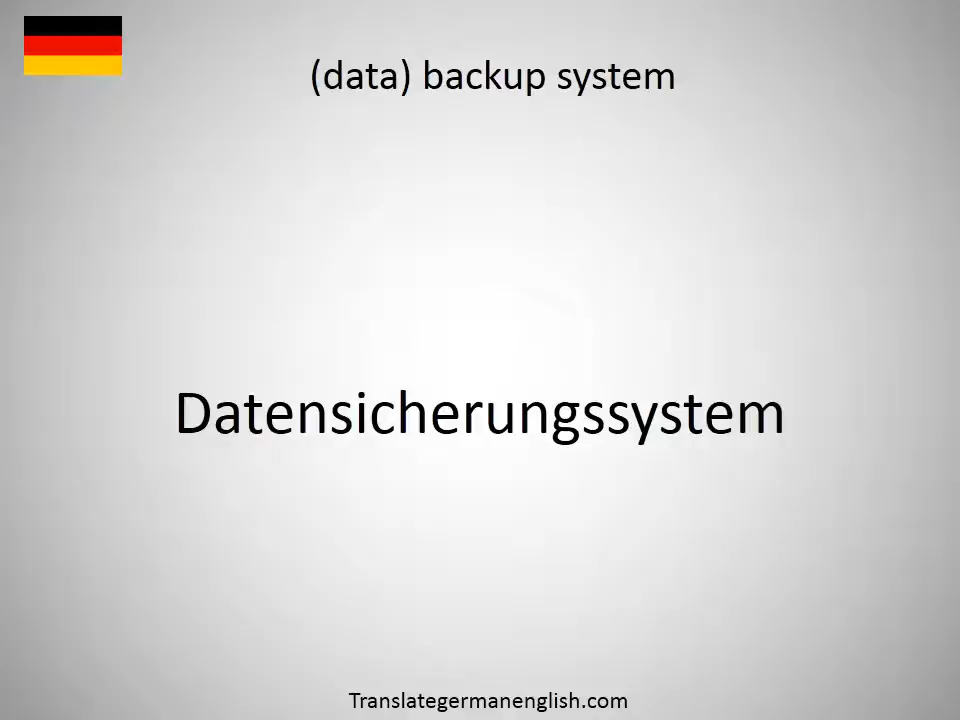 (data) backup system
Datensicherungssystem
Translategermanenglish.com